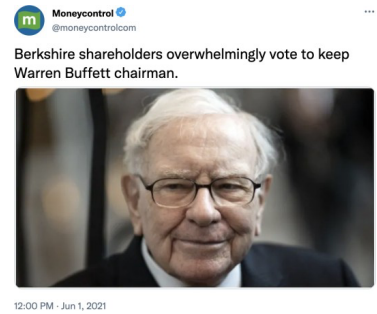 Moneycontrol
@moneycontrolcom
Berkshire shareholders overwhelmingly vote to keep
Warren Buffett chairman.
12:00 PM · Jun 1, 2021